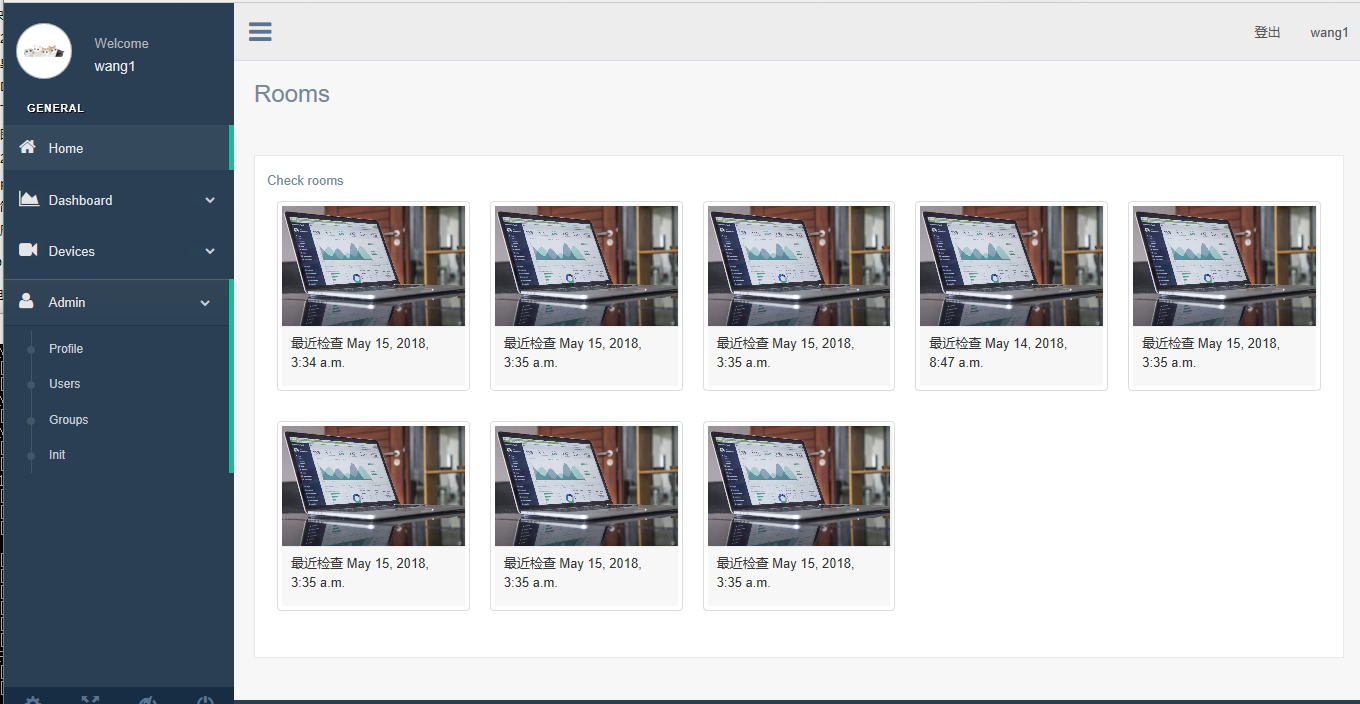 Welcome
wang1
GENERAL
Home
Dashboard
Devices
Admin
Profile
Users
Groups
Init
登出 wang1
Rooms
Check rooms
最近检查 May 15, 2018,
3:34 a.m.
最近检查 May 15, 2018,
3:35 a.m.
最近检查 May 15, 2018,
3:35 a.m.
最近检查 May 14, 2018,
8:47 a.m.
最近检查 May 15, 2018,
3:35 a.m.
最近检查 May 15, 2018,
3:35 a.m.
最近检查 May 15, 2018,
3:35 a.m.
最近检查 May 15, 2018,
3:35 a.m.